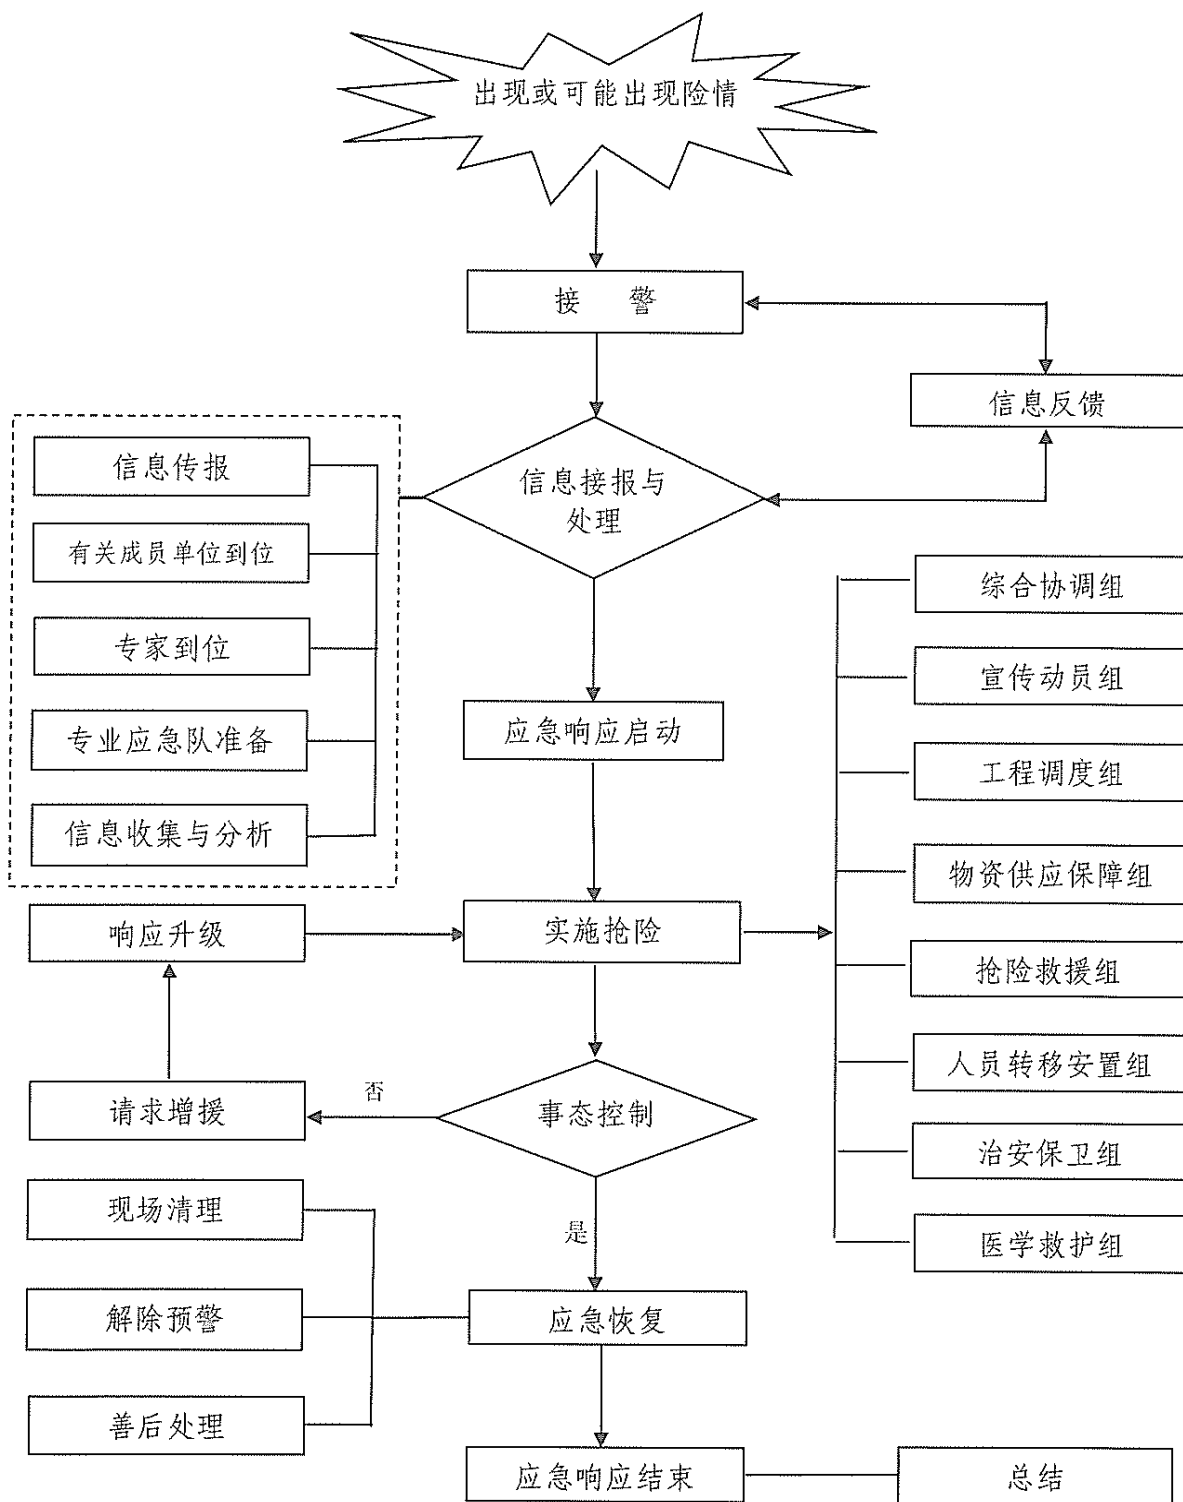 出现或可能出现险情
接 警
信息反馈
信息传报
信息接报与
处理
有关成员单位到位
综合协调组
专家到位
宣传动员组
专业应急队准备
应急响应启动
工程调度组
信息收集与分析
物资供应保障组
响应升级
实施抢险
抢险救援组
人员转移安置组
请求增援
否
事态控制
治安保卫组
现场清理
是
医学救护组
解除预警
应急恢复
善后处理
应急响应结束
总结